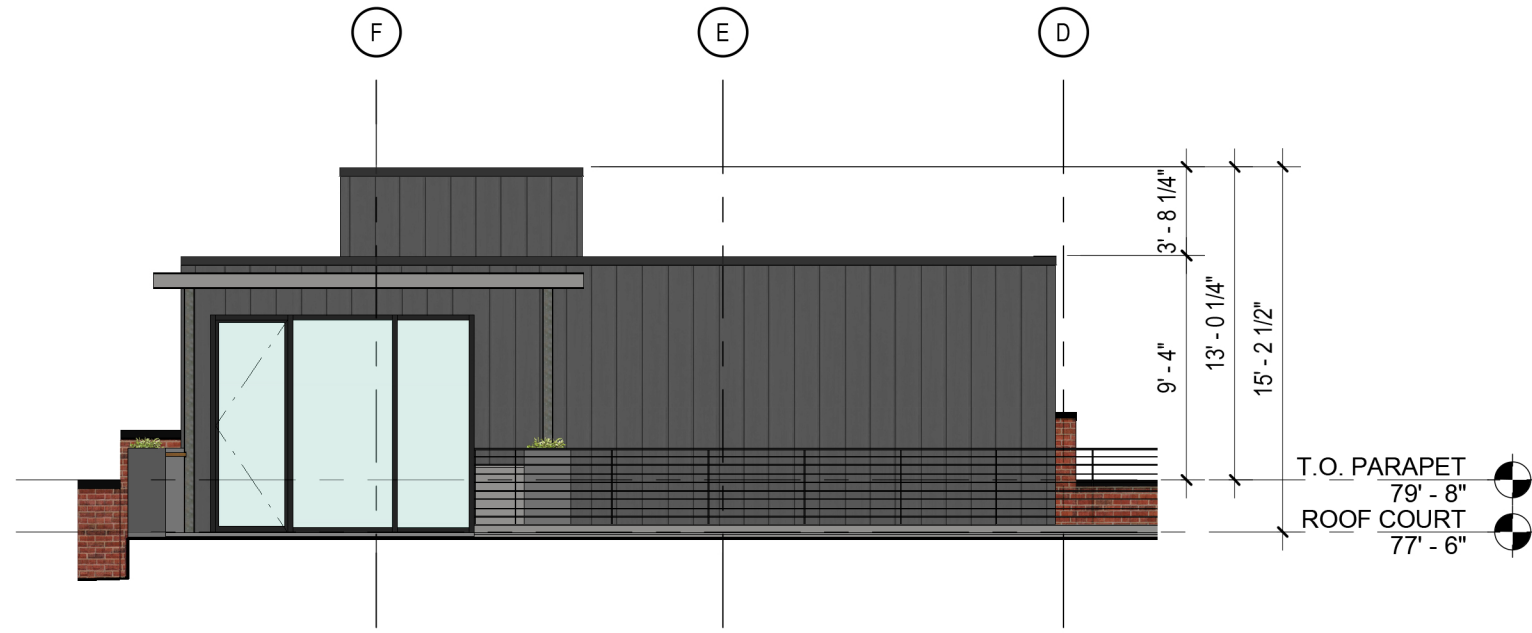 F
E
D
3' - 8 1/4"
9' - 4"
13' - 0 1/4"
15' - 2 1/2"
T.O. PARAPET
79' - 8"
ROOF COURT
77' - 6"